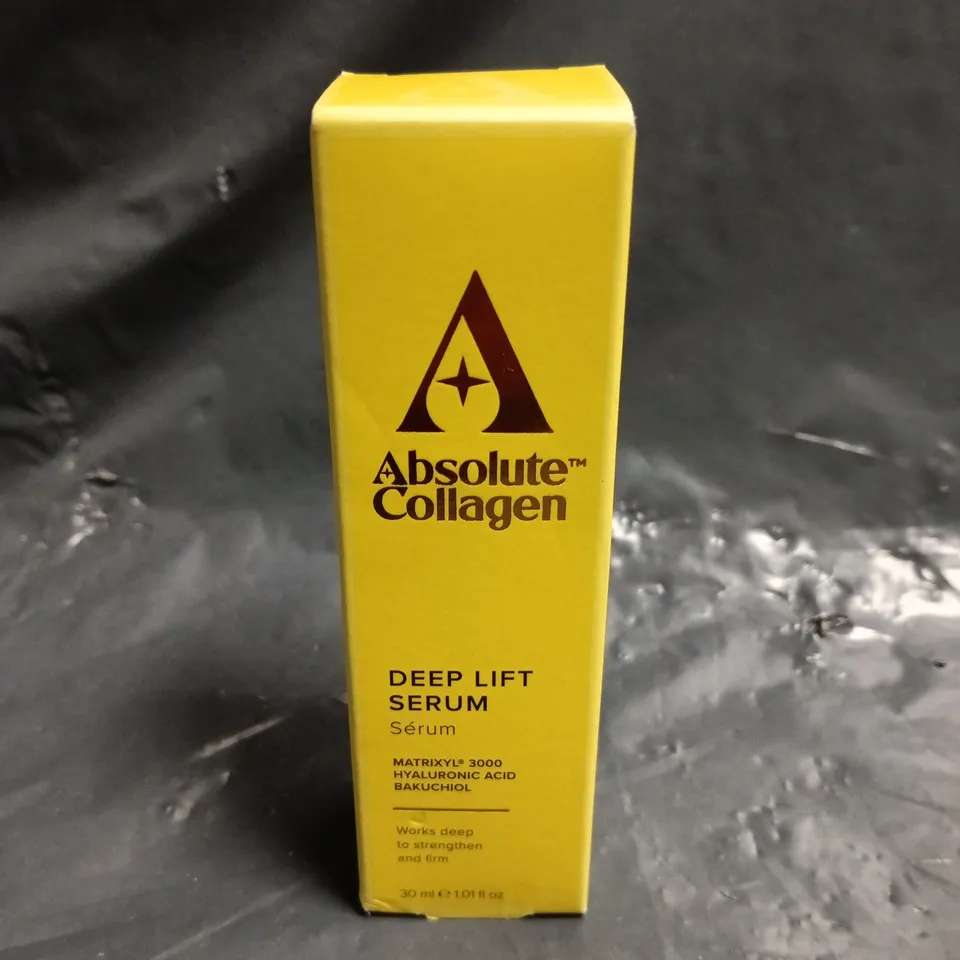 Absolute™
Collagen
DEEP LIFT
SERUM
Sérum
MATRIXYL® 3000
HYALURONIC ACID
BAKUCHIOL
Works deep
to strengthen
and firm
30 ml ℮ 1.01 fl oz